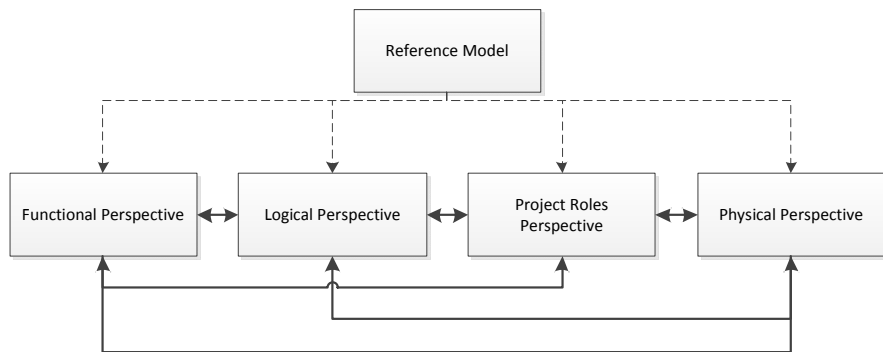 Reference Model
Functional Perspective
Logical Perspective
Project Roles
Perspective
Physical Perspective